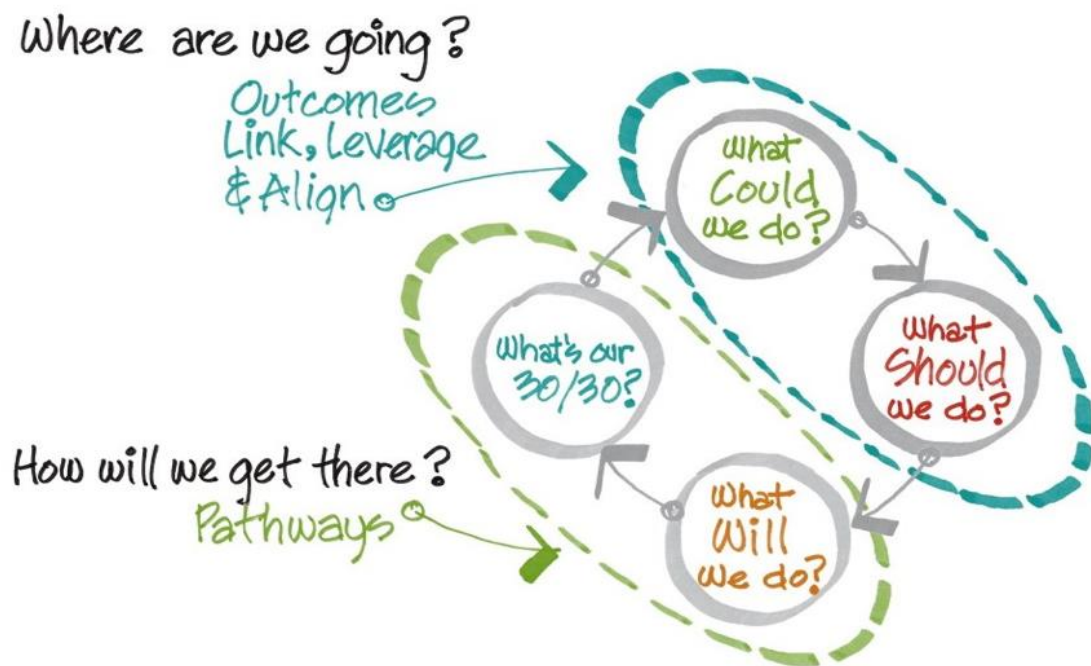 Where are we going?
Outcomes
Link, Leverage
& Align
What
Could
we do?
What
Should
we do?
What's our
30/30?
How will we get there?
Pathways
What
Will
we do?